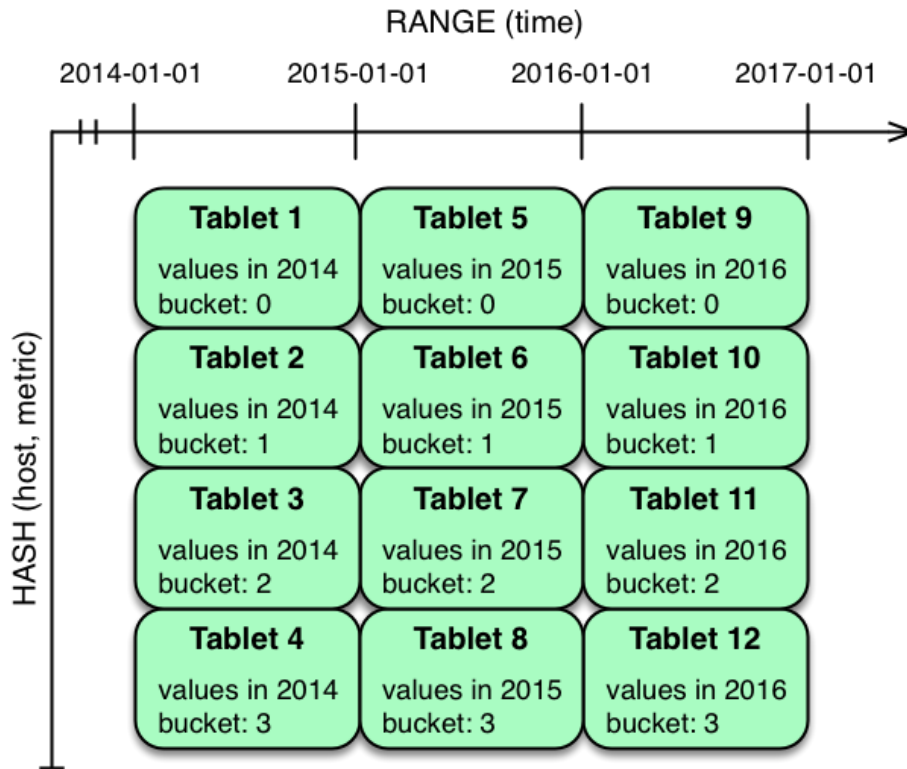 RANGE (time)
2014-01-01 2015-01-01 2016-01-01 2017-01-01
HASH (host, metric)
Tablet 1
values in 2014
bucket: 0
Tablet 5
values in 2015
bucket: 0
Tablet 9
values in 2016
bucket: 0
Tablet 2
values in 2014
bucket: 1
Tablet 6
values in 2015
bucket: 1
Tablet 10
values in 2016
bucket: 1
Tablet 3
values in 2014
bucket: 2
Tablet 7
values in 2015
bucket: 2
Tablet 11
values in 2016
bucket: 2
Tablet 4
values in 2014
bucket: 3
Tablet 8
values in 2015
bucket: 3
Tablet 12
values in 2016
bucket: 3